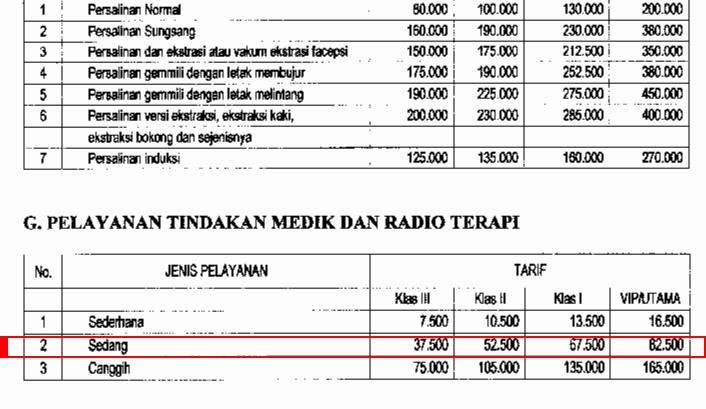 1 Persalinan Normal 80.000 100.000 130.000 200.000
2 Persalinan Sungsang 160.000 190.000 230.000 380.000
3 Persalinan dan ekstrasi atau vakum ekstrasi facepsi 150.000 175.000 212.500 350.000
4 Persalinan gemmili dengan letak membujur 175.000 190.000 252.500 380.000
5 Persalinan gemmili dengan letak melintang 190.000 225.000 275.000 450.000
6 Persalinan versi ekstraksi, ekstraksi kaki, 200.000 230.000 285.000 400.000
ekstraksi bokong dan sejenisnya
7 Persalinan induksi 125.000 135.000 160.000 270.000
G. PELAYANAN TINDAKAN MEDIK DAN RADIO TERAPI
No. JENIS PELAYANAN TARIF
Klas III Klas II Klas I VIP/UTAMA
1 Sederhana 7.500 10.500 13.500 16.500
2 Sedang 37.500 52.500 67.500 82.500
3 Canggih 75.000 105.000 135.000 165.000